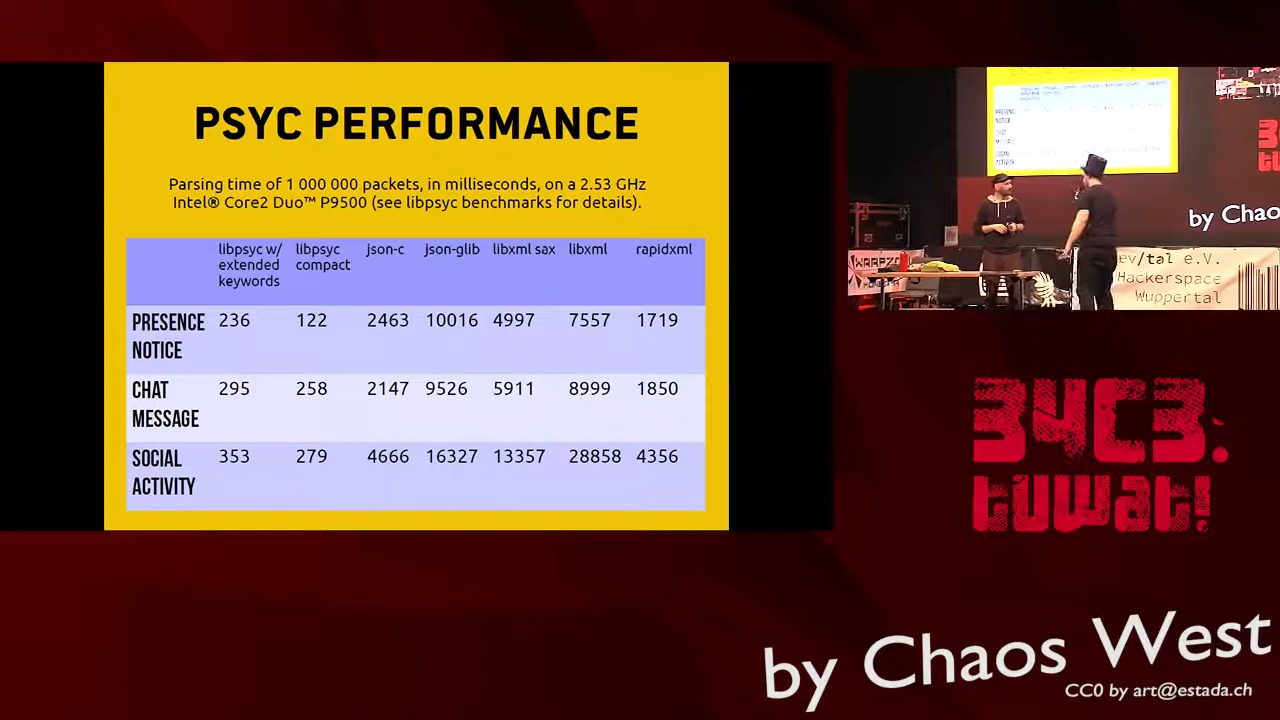 PSYC PERFORMANCE
Parsing time of 1 000 000 packets, in milliseconds, on a 2.53 GHz
Intel® Core2 Duo™ P9500 (see libpsyc benchmarks for details).
libpsyc w/ extended keywords libpsyc compact json-c json-glib libxml sax libxml rapidxml
PRESENCE NOTICE 236 122 2463 10016 4997 7557 1719
CHAT MESSAGE 295 258 2147 9526 5911 8999 1850
SOCIAL ACTIVITY 353 279 4666 16327 13357 28858 4356
PRESENCE
NOTICE
CHAT
ACTIVITY
by Chao
ev/tal e.V.
Hackerspace
Wuppertal
34C3:
tuwat!
by Chaos West
CC0 by art@estada.ch